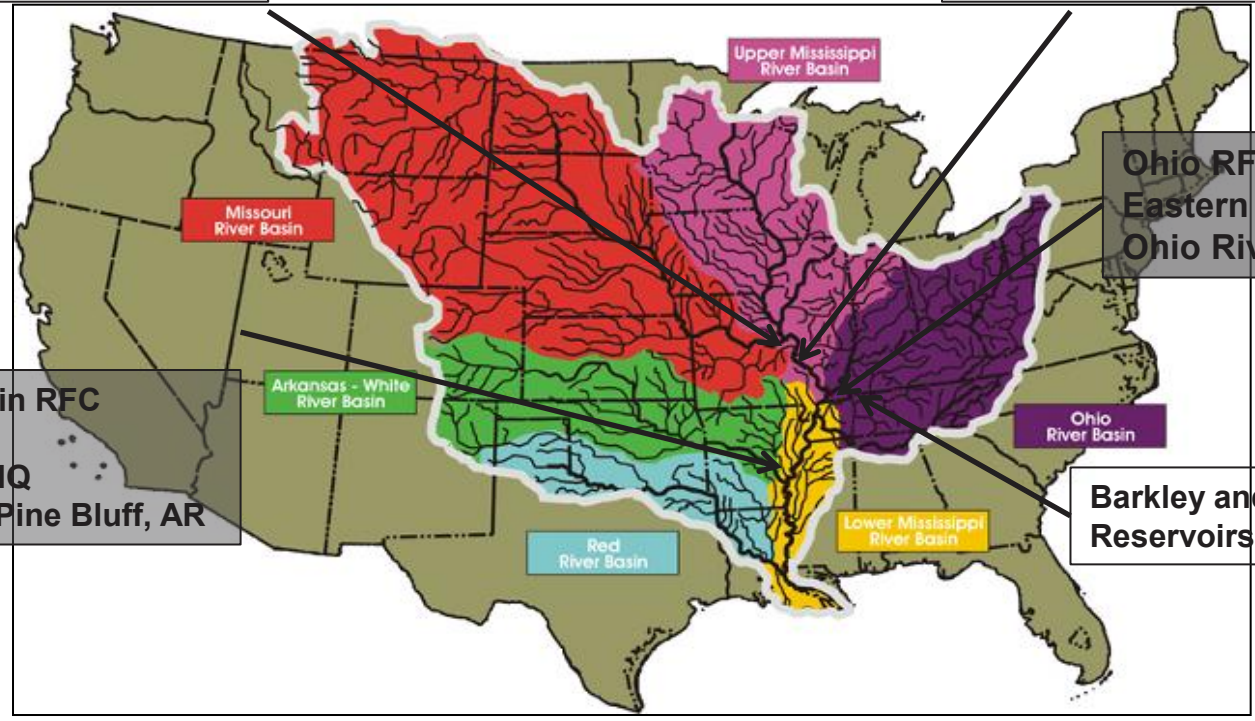 Upper Mississippi
River Basin
Ohio RF
Eastern
Ohio Riv
Missouri
River Basin
Arkansas - White
River Basin
in RFC
IQ
Pine Bluff, AR
Ohio
River Basin
Barkley and
Reservoirs
Lower Mississippi
River Basin
Red
River Basin